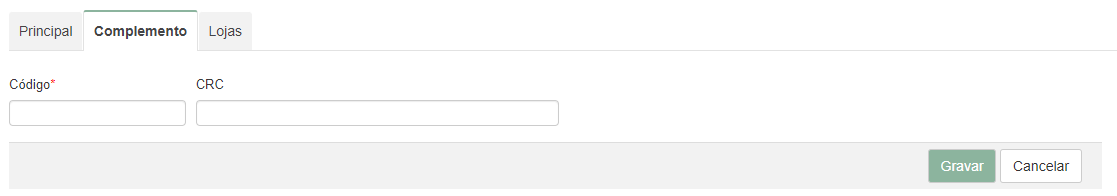 Principal Complemento Lojas
Código* CRC
Gravar Cancelar